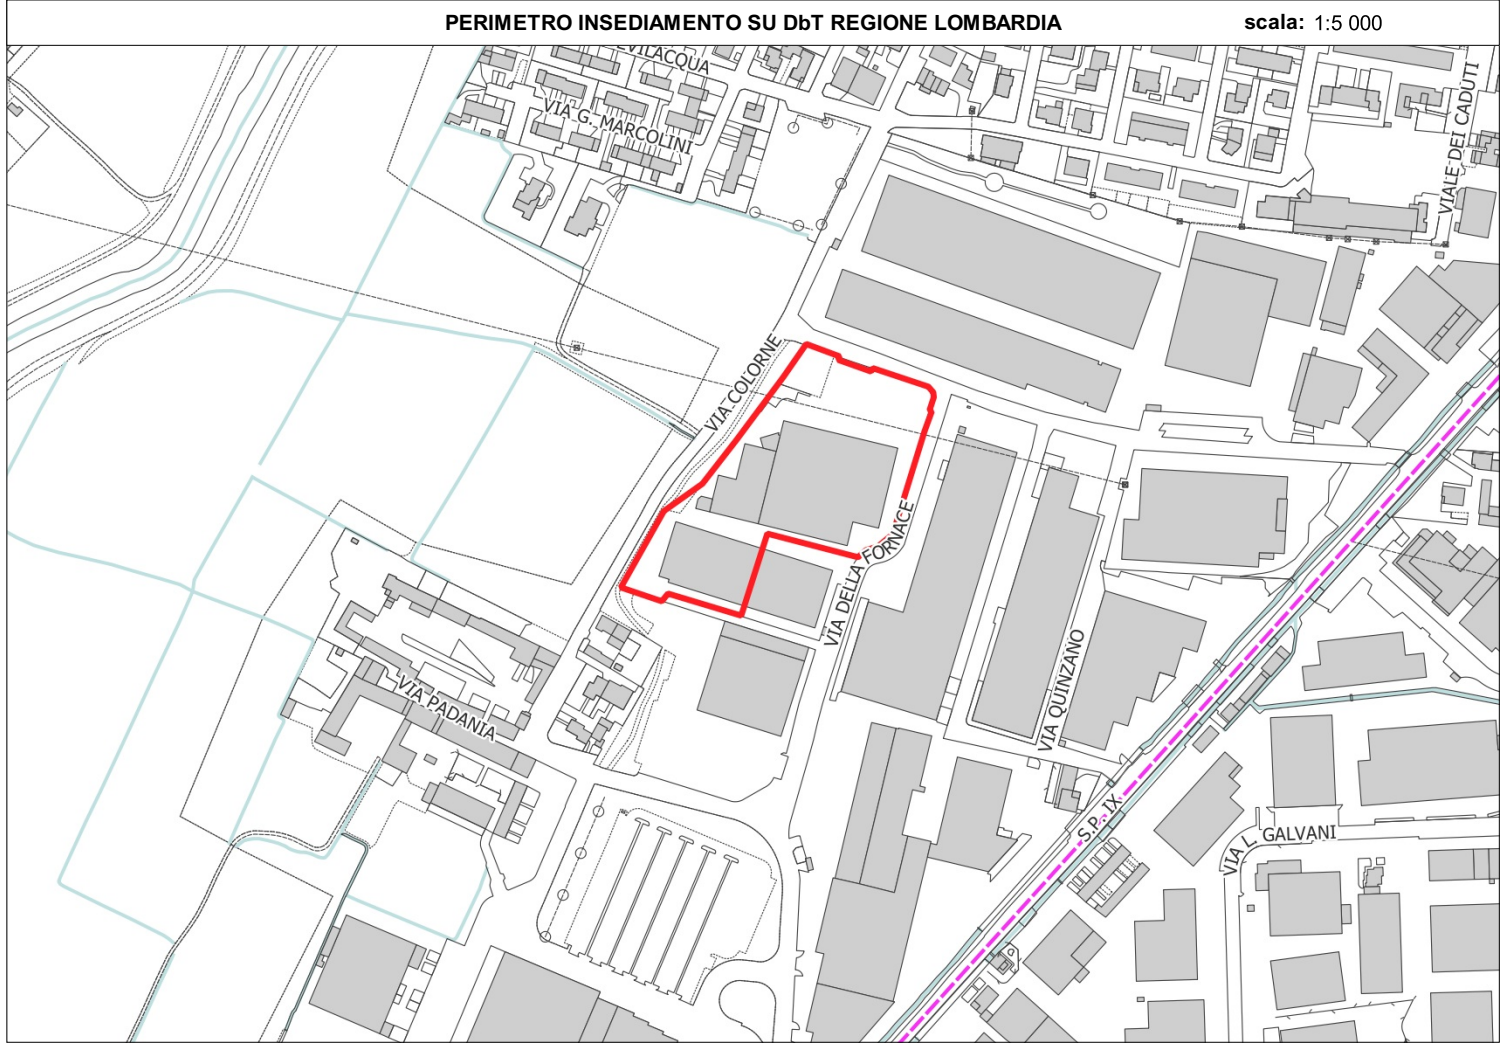 PERIMETRO INSEDIAMENTO SU DbT REGIONE LOMBARDIA
scala: 1:5 000
EVILACQUA
VIA G. MARCOLINI
VIALE DEI CADUTI
VIA COLORNE
VIA DELLA FORNACE
VIA QUINZANO
VIA PADANIA
S.P. IX
VIA L. GALVANI